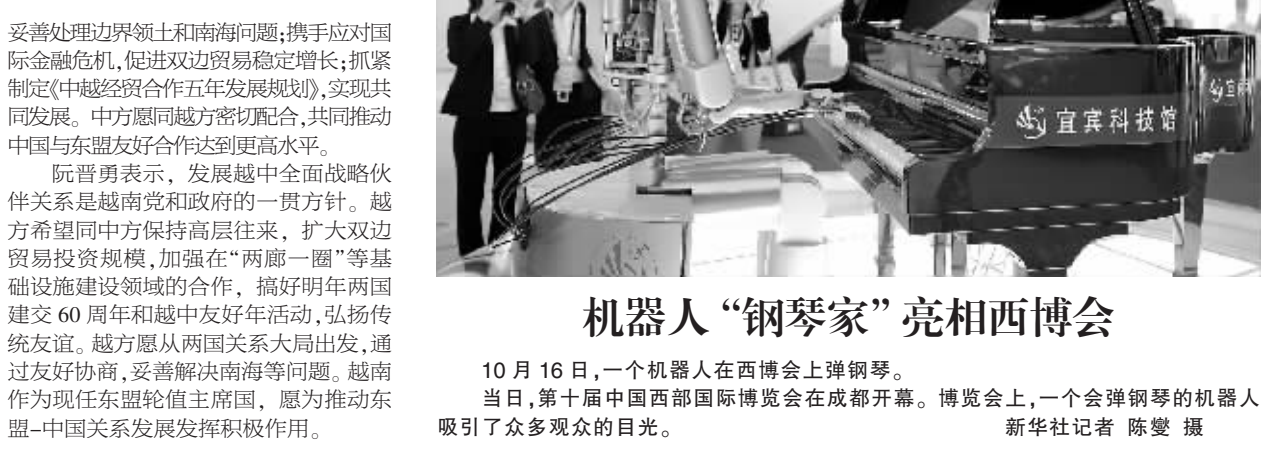 妥善处理边界领土和南海问题;携手应对国
际金融危机,促进双边贸易稳定增长;抓紧
制定《中越经贸合作五年发展规划》,实现共
同发展。中方愿同越方密切配合,共同推动
中国与东盟友好合作达到更高水平。
阮晋勇表示，发展越中全面战略伙
伴关系是越南党和政府的一贯方针。越
方希望同中方保持高层往来，扩大双边
贸易投资规模,加强在“两廊一圈”等基
础设施建设领域的合作，搞好明年两国
建交 60 周年和越中友好年活动,弘扬传
统友谊。越方愿从两国关系大局出发,通
过友好协商,妥善解决南海等问题。越南
作为现任东盟轮值主席国，愿为推动东
盟–中国关系发展发挥积极作用。
宜宾科技馆
机器人“钢琴家”亮相西博会
10 月 16 日,一个机器人在西博会上弹钢琴。
当日,第十届中国西部国际博览会在成都开幕。博览会上,一个会弹钢琴的机器人
吸引了众多观众的目光。 新华社记者 陈燮 摄